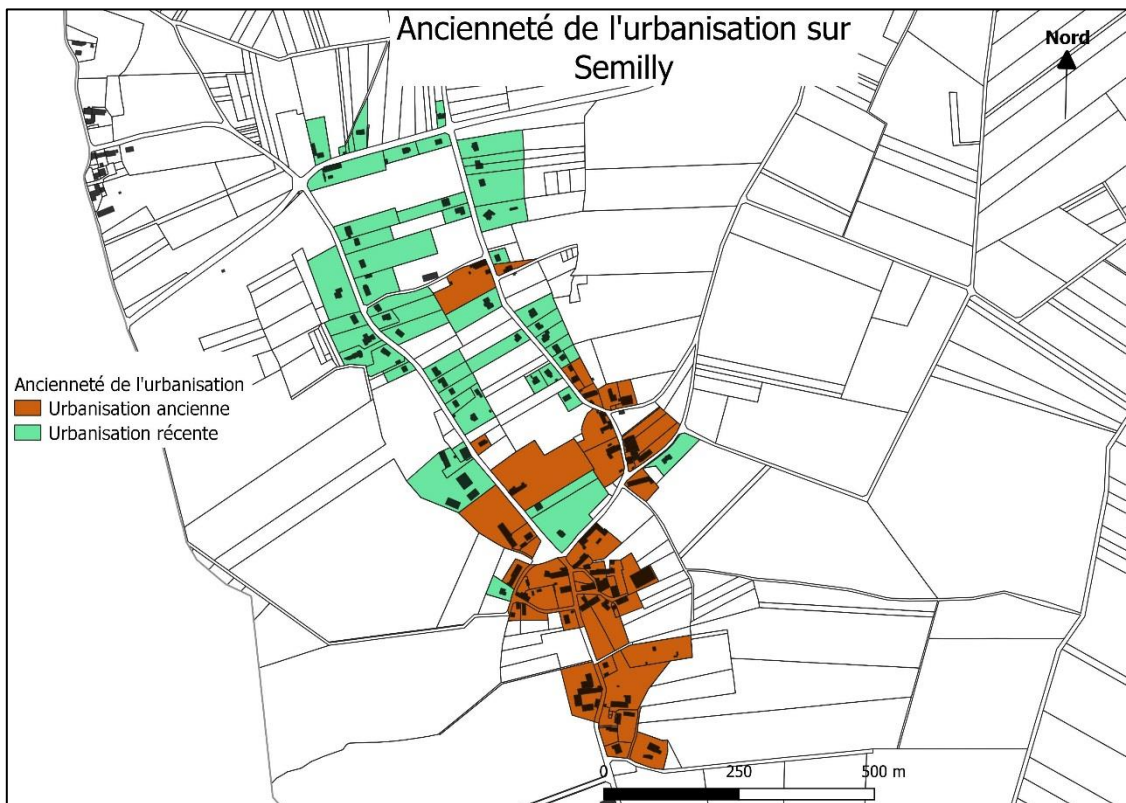 Ancienneté de l'urbanisation sur
Semilly
Nord
Ancienneté de l'urbanisation
Urbanisation ancienne
Urbanisation récente
0 250 500 m